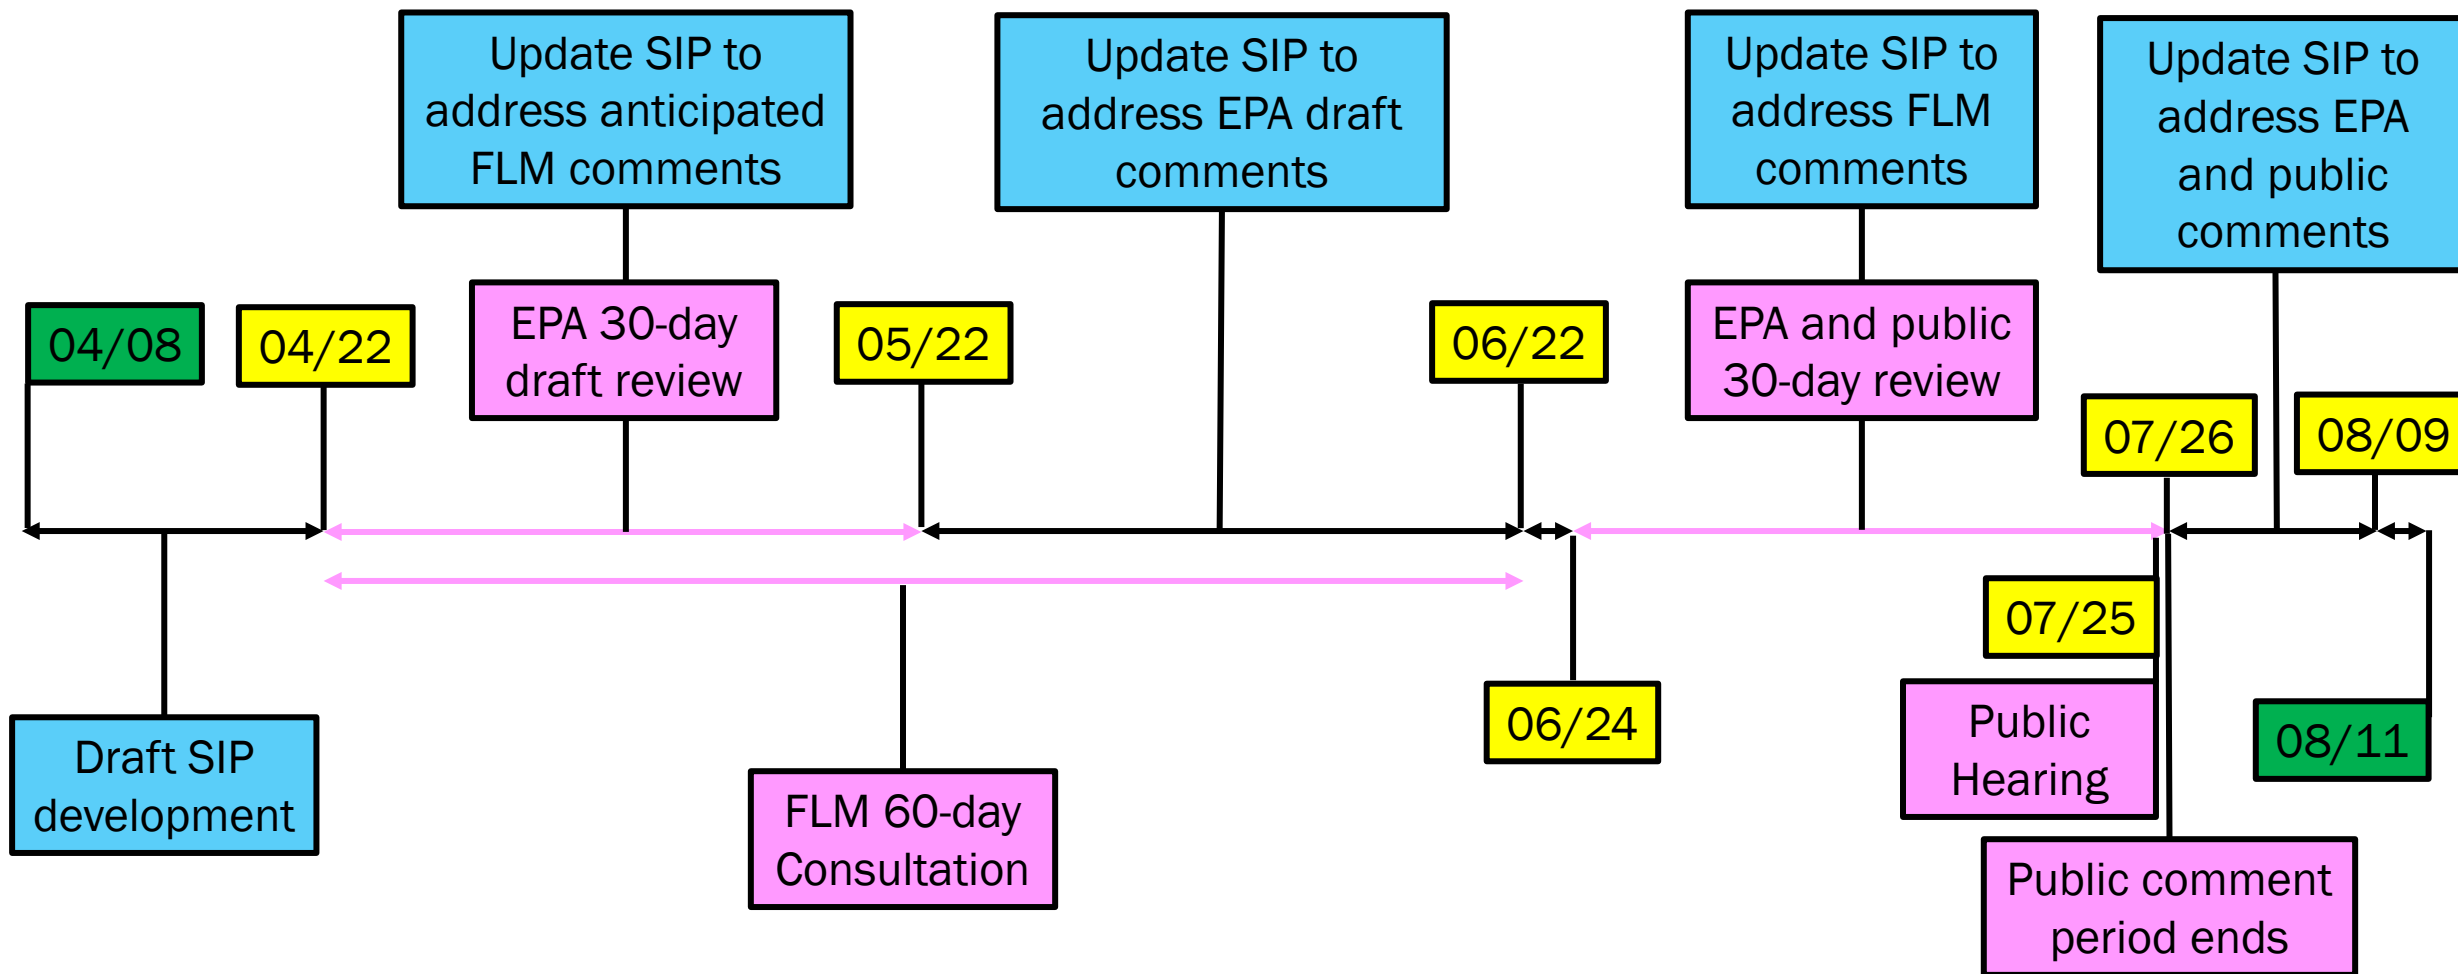 Update SIP to
address anticipated
FLM comments
Update SIP to
address EPA draft
comments
Update SIP to
address FLM
comments
Update SIP to
address EPA
and public
comments
04/08
04/22
EPA 30-day
draft review
05/22
06/22
EPA and public
30-day review
07/26
08/09
07/25
Public
Hearing
06/24
08/11
Draft SIP
development
FLM 60-day
Consultation
Public comment
period ends